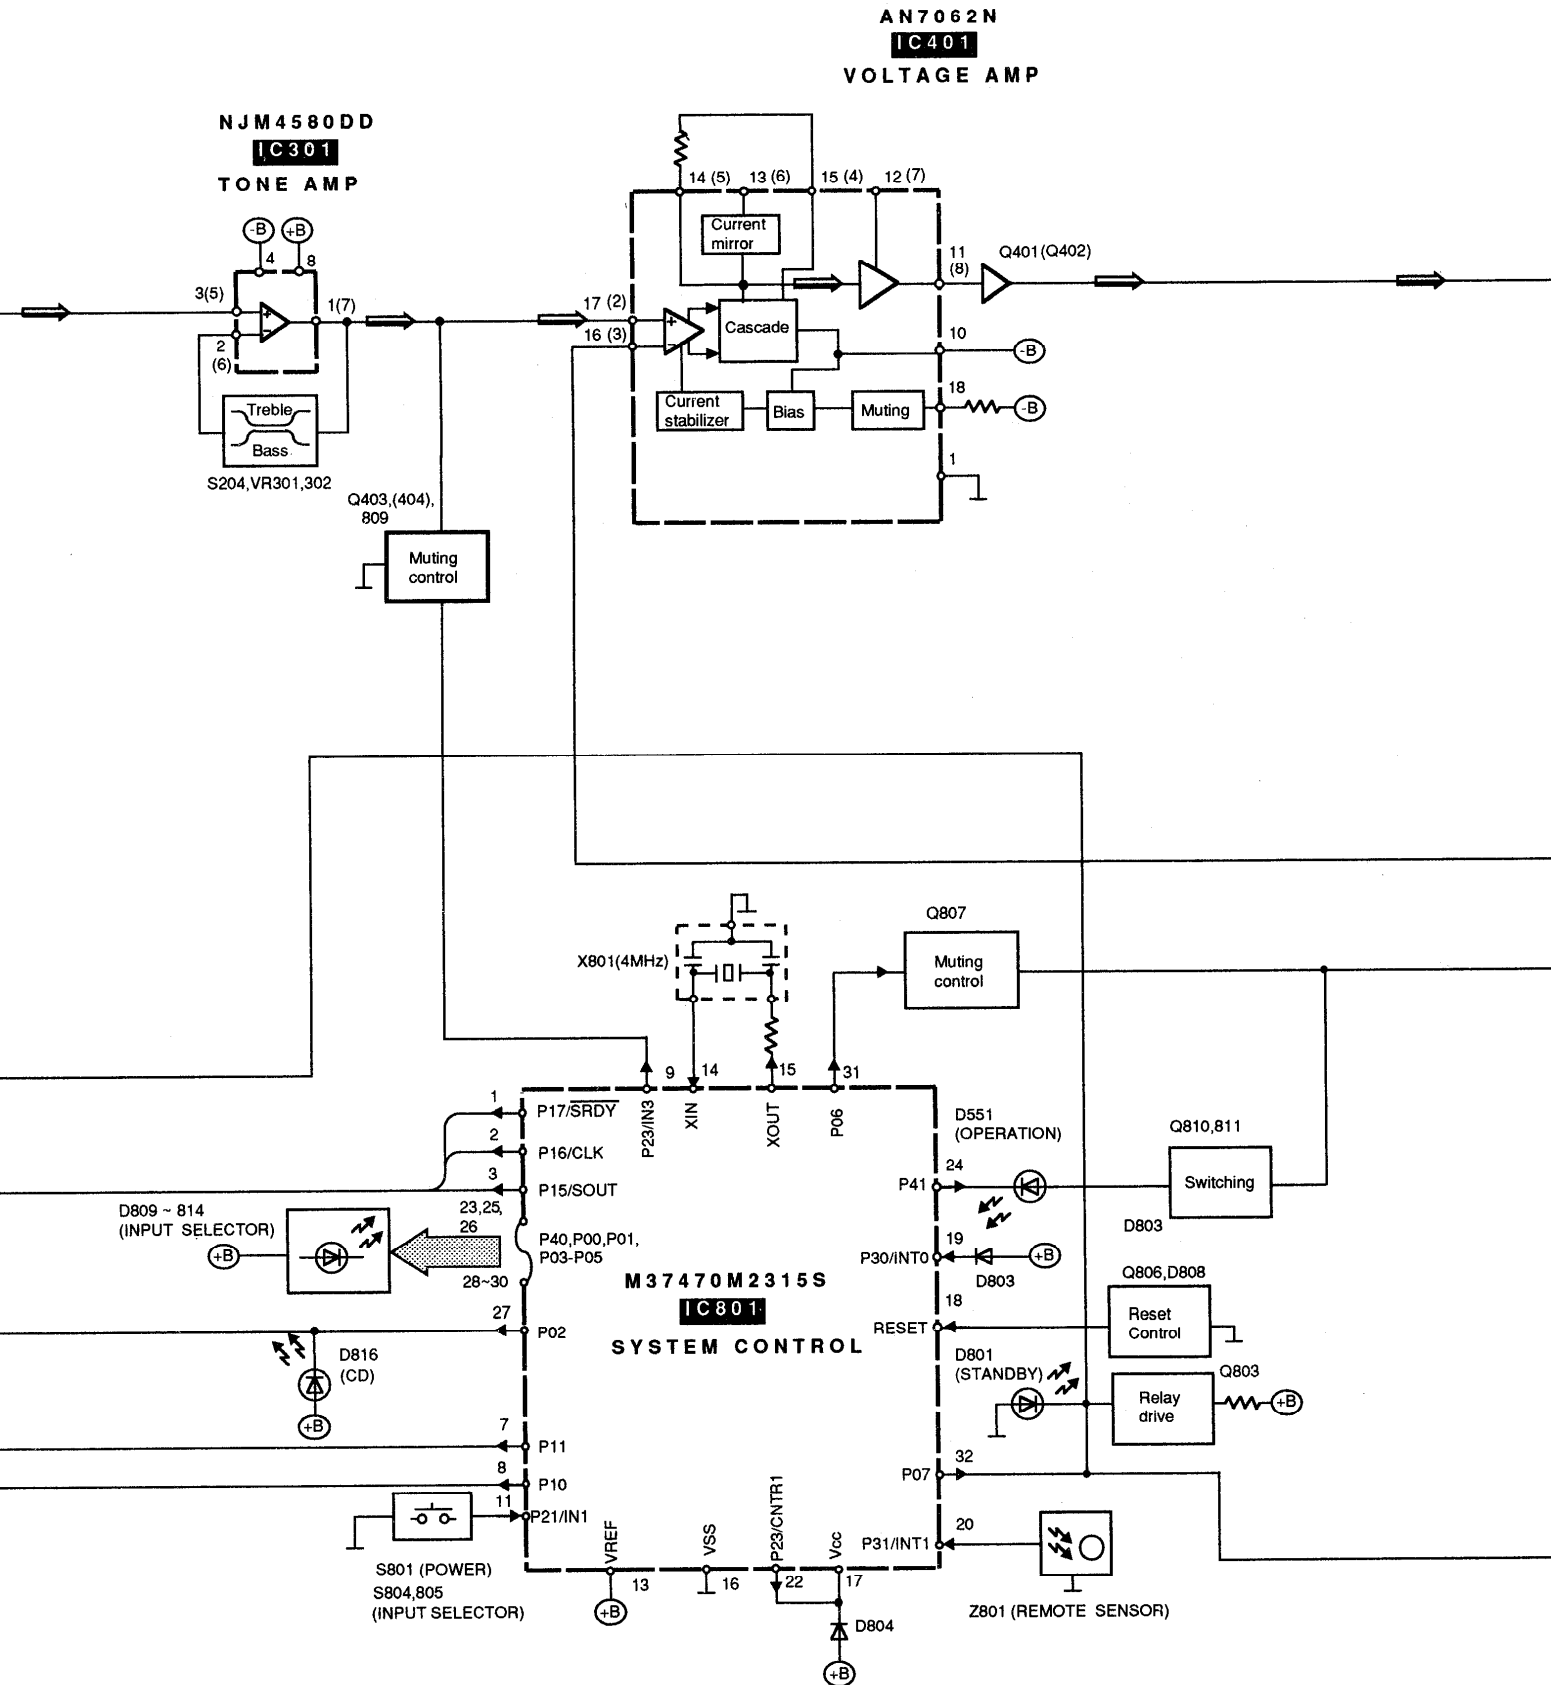 AN7062N
IC401
VOLTAGE AMP
NJM4580DD
IC301
TONE AMP
-B
+B
4
8
3(5)
1(7)
2
(6)
Treble
Bass
S204,VR301,302
Q403,(404),
809
Muting
control
14 (5)
13 (6)
15 (4)
12 (7)
Current
mirror
11
(8)
Q401(Q402)
17 (2)
16 (3)
+
−
+
−
Cascade
10
-B
18
-B
Current
stabilizer
Bias
Muting
1
Q807
X801(4MHz)
Muting
control
9
14
15
31
P23/IN3
XIN
XOUT
P06
1
P17/SRDY
2
P16/CLK
3
P15/SOUT
D551
(OPERATION)
Q810,811
24
P41
Switching
D809 ~ 814
(INPUT SELECTOR)
23,25,
26
+B
P40,P00,P01,
P03-P05
28~30
D803
19
P30/INT0
+B
D803
M37470M2315S
IC801
SYSTEM CONTROL
Q806,D808
18
RESET
Reset
Control
27
P02
D816
(CD)
+B
D801
(STANDBY)
Q803
Relay
drive
+B
7
P11
8
P10
11
P21/IN1
32
P07
20
P31/INT1
VREF
VSS
P23/CNTR1
Vcc
13
16
22
17
S801 (POWER)
S804,805
(INPUT SELECTOR)
+B
D804
+B
Z801 (REMOTE SENSOR)